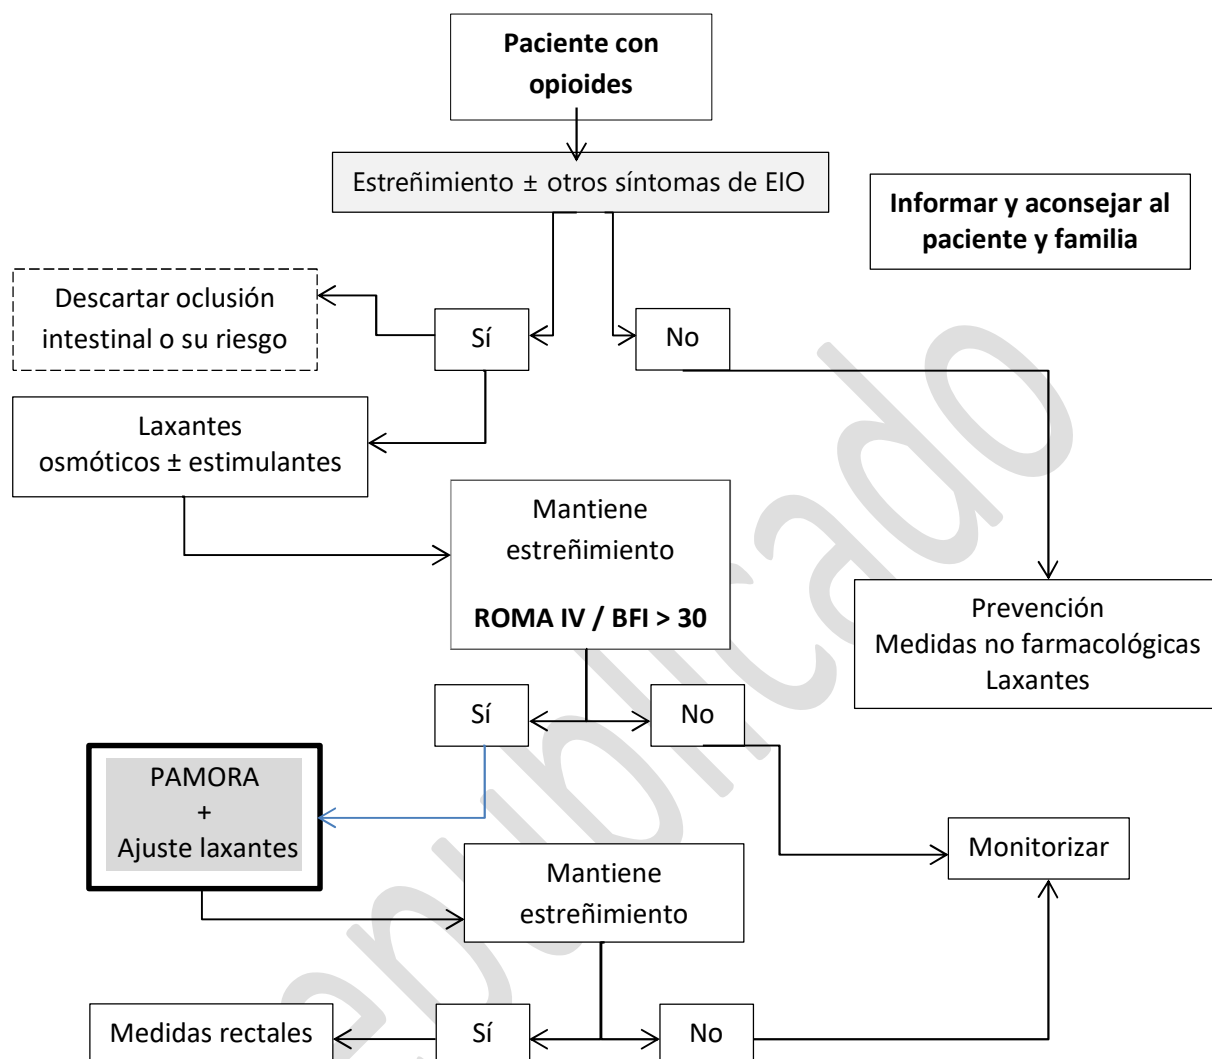 Paciente con
opioides
Estreñimiento ± otros síntomas de EIO
Informar y aconsejar al
paciente y familia
Descartar oclusión
intestinal o su riesgo
Sí
No
Laxantes
osmóticos ± estimulantes
Mantiene
estreñimiento
ROMA IV / BFI > 30
Prevención
Medidas no farmacológicas
Laxantes
Sí
No
PAMORA
+
Ajuste laxantes
Monitorizar
Mantiene
estreñimiento
Medidas rectales
Sí
No
epublicado